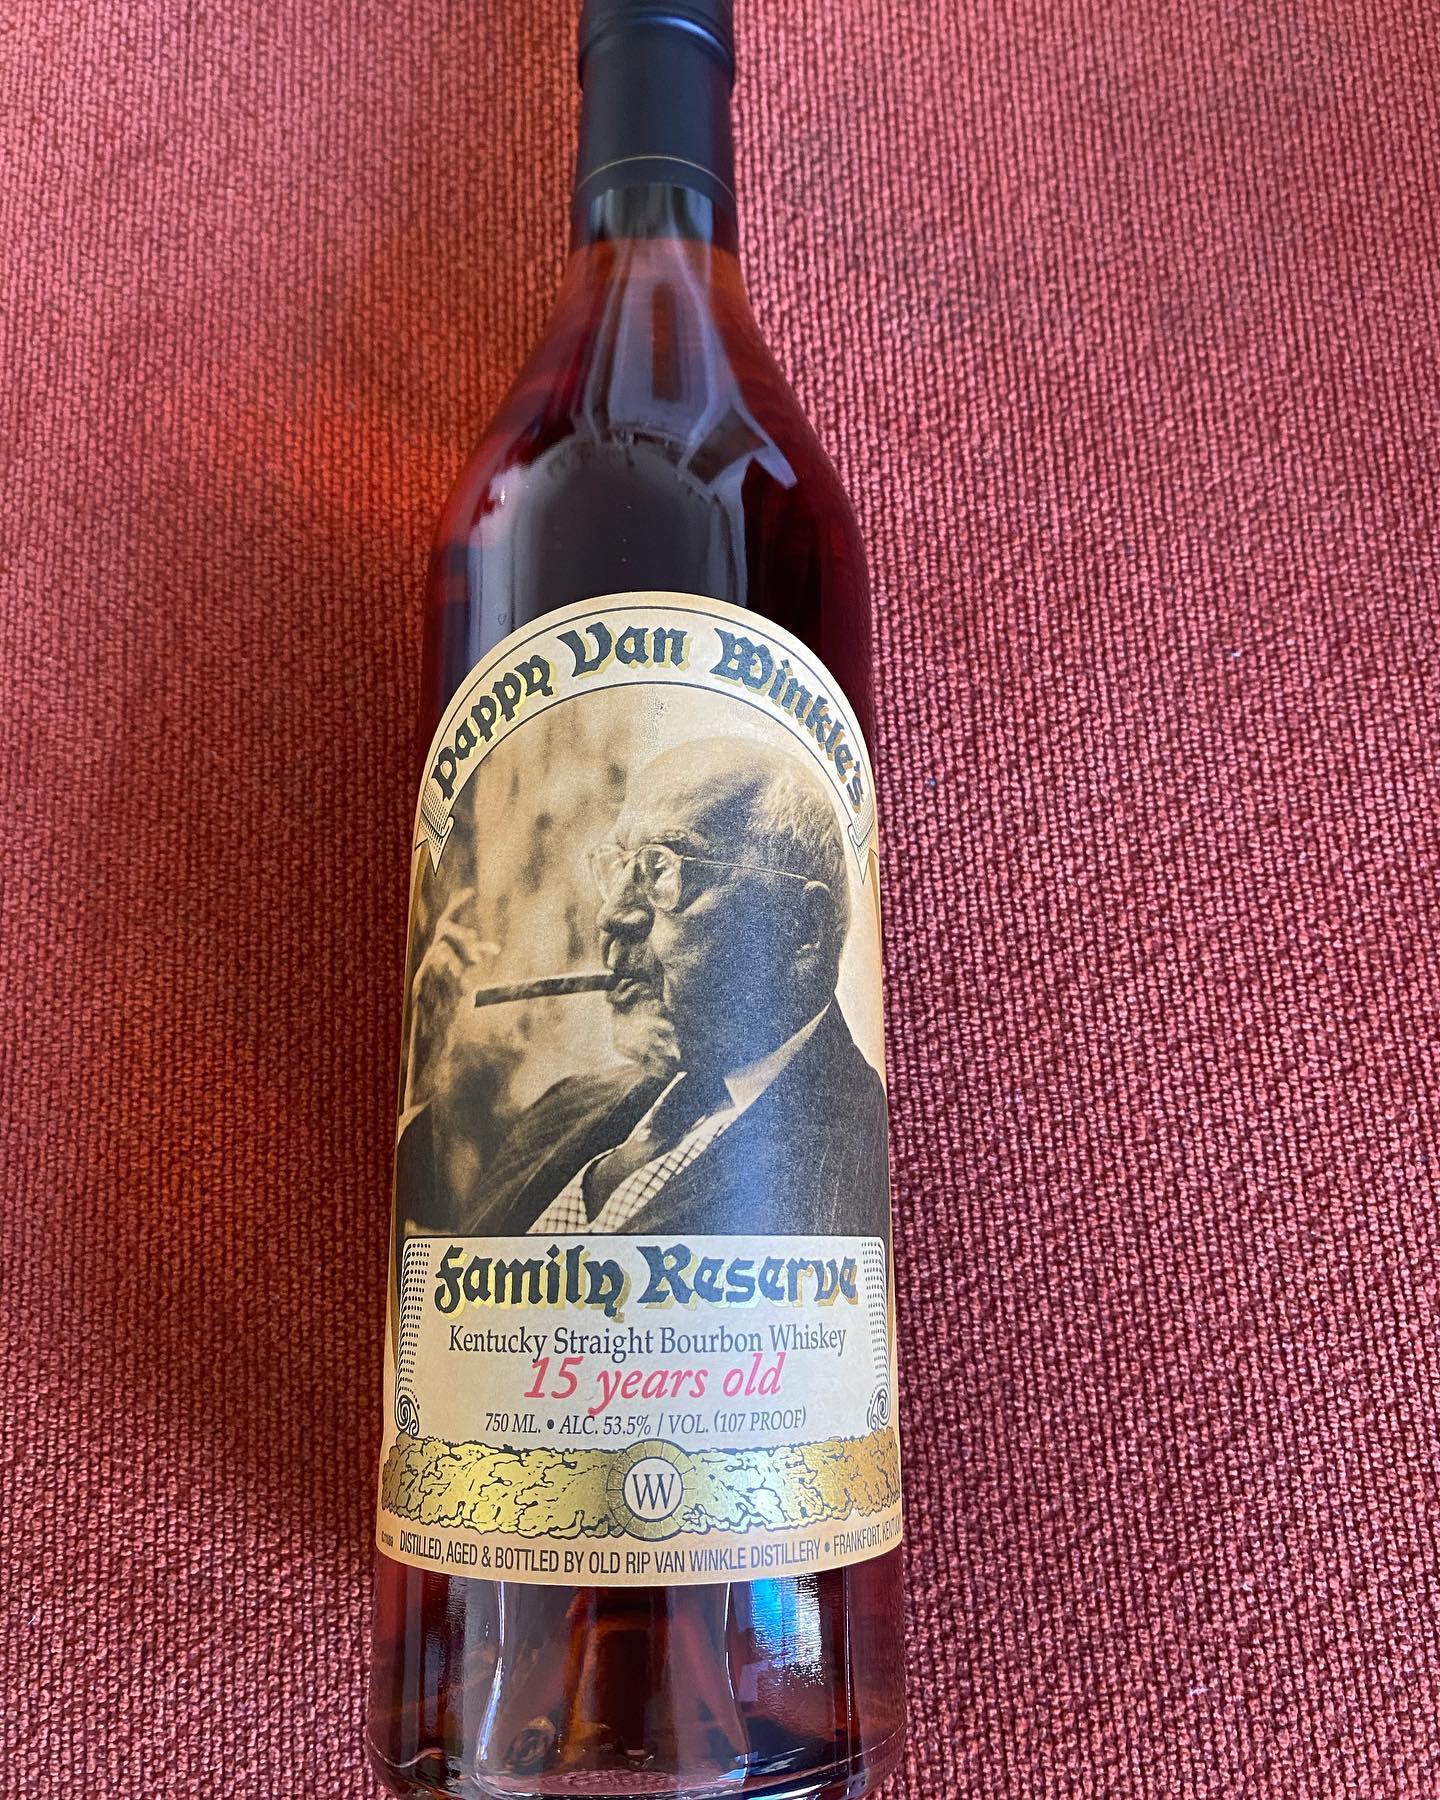 Pappy Van Winkle's
Family Reserve
Kentucky Straight Bourbon Whiskey
15 years old
750 ML. • ALC. 53.5% / VOL. (107 PROOF)
VW
DISTILLED, AGED & BOTTLED BY OLD RIP VAN WINKLE DISTILLERY • FRANKFORT,